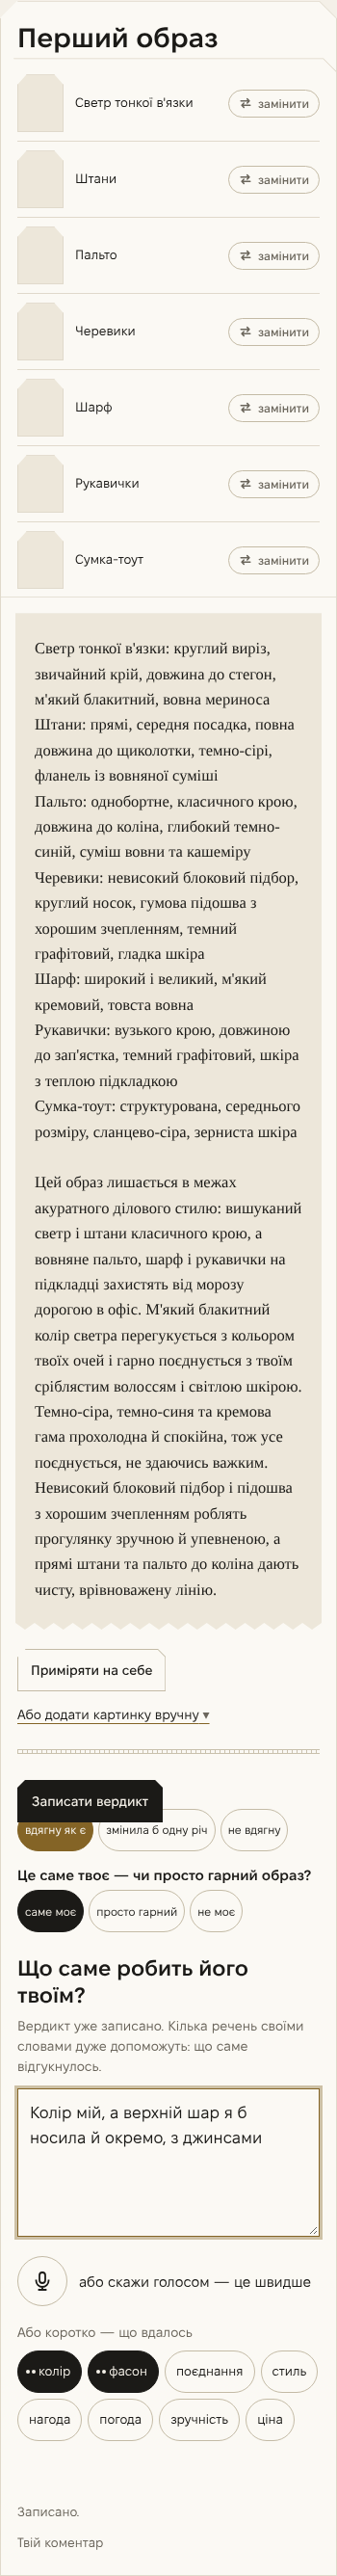 Перший образ
Светр тонкої в'язки
замінити
Штани
замінити
Пальто
замінити
Черевики
замінити
Шарф
замінити
Рукавички
замінити
Сумка-тоут
замінити
Светр тонкої в'язки: круглий виріз,
звичайний крій, довжина до стегон,
м'який блакитний, вовна мериноса
Штани: прямі, середня посадка, повна
довжина до щиколотки, темно-сірі,
фланель із вовняної суміші
Пальто: однобортне, класичного крою,
довжина до коліна, глибокий темно-
синій, суміш вовни та кашеміру
Черевики: невисокий блоковий підбор,
круглий носок, гумова підошва з
хорошим зчепленням, темний
графітовий, гладка шкіра
Шарф: широкий і великий, м'який
кремовий, товста вовна
Рукавички: вузького крою, довжиною
до зап'ястка, темний графітовий, шкіра
з теплою підкладкою
Сумка-тоут: структурована, середнього
розміру, сланцево-сіра, зерниста шкіра
Цей образ лишається в межах
акуратного ділового стилю: вишуканий
светр і штани класичного крою, а
вовняне пальто, шарф і рукавички на
підкладці захистять від морозу
дорогою в офіс. М'який блакитний
колір светра перегукується з кольором
твоїх очей і гарно поєднується з твоїм
сріблястим волоссям і світлою шкірою.
Темно-сіра, темно-синя та кремова
гама прохолодна й спокійна, тож усе
поєднується, не здаючись важким.
Невисокий блоковий підбор і підошва
з хорошим зчепленням роблять
прогулянку зручною й упевненою, а
прямі штани та пальто до коліна дають
чисту, врівноважену лінію.
Приміряти на себе
Або додати картинку вручну ▾
Записати вердикт
вдягну як є
змінила б одну річ
не вдягну
Це саме твоє — чи просто гарний образ?
саме моє
просто гарний
не моє
Що саме робить його
твоїм?
Вердикт уже записано. Кілька речень своїми
словами дуже допоможуть: що саме
відгукнулось.
Колір мій, а верхній шар я б
носила й окремо, з джинсами
або скажи голосом — це швидше
Або коротко — що вдалось
колір
фасон
поєднання
стиль
нагода
погода
зручність
ціна
Записано.
Твій коментар